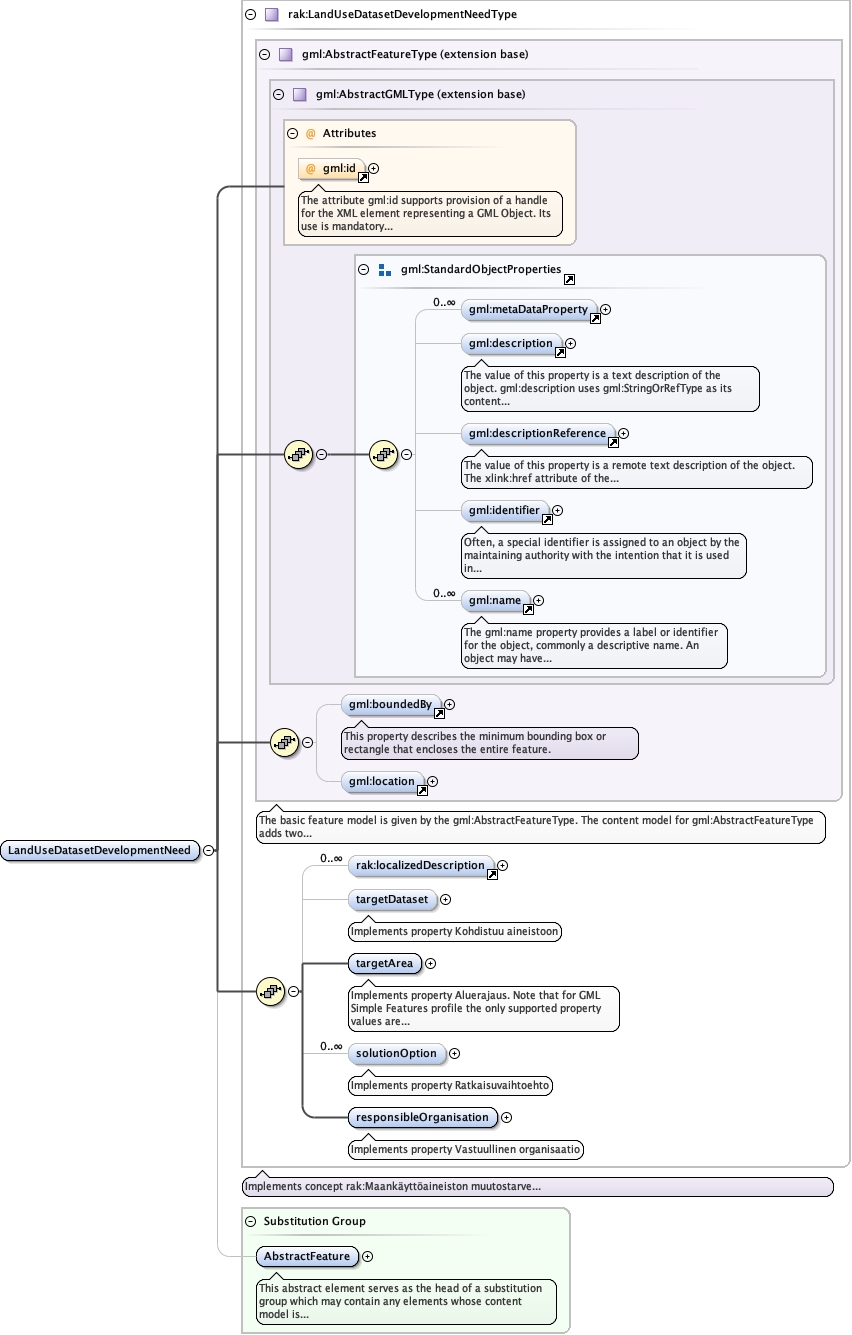 rak:LandUseDatasetDevelopmentNeedType
gml:AbstractFeatureType (extension base)
gml:AbstractGMLType (extension base)
@ Attributes
@ gml:id
The attribute gml:id supports provision of a handle
for the XML element representing a GML Object. Its
use is mandatory...
gml:StandardObjectProperties
0..∞
gml:metaDataProperty
gml:description
The value of this property is a text description of the
object. gml:description uses gml:StringOrRefType as its
content...
gml:descriptionReference
The value of this property is a remote text description of the object.
The xlink:href attribute of the...
gml:identifier
Often, a special identifier is assigned to an object by the
maintaining authority with the intention that it is used
in...
0..∞
gml:name
The gml:name property provides a label or identifier
for the object, commonly a descriptive name. An
object may have...
gml:boundedBy
This property describes the minimum bounding box or
rectangle that encloses the entire feature.
gml:location
The basic feature model is given by the gml:AbstractFeatureType. The content model for gml:AbstractFeatureType
adds two...
LandUseDatasetDevelopmentNeed
0..∞
rak:localizedDescription
targetDataset
Implements property Kohdistuu aineistoon
targetArea
Implements property Aluerajaus. Note that for GML
Simple Features profile the only supported property
values are...
0..∞
solutionOption
Implements property Ratkaisuvaihtoehto
responsibleOrganisation
Implements property Vastuullinen organisaatio
Implements concept rak:Maankäyttöaineiston muutostarve...
Substitution Group
AbstractFeature
This abstract element serves as the head of a substitution
group which may contain any elements whose content
model is...